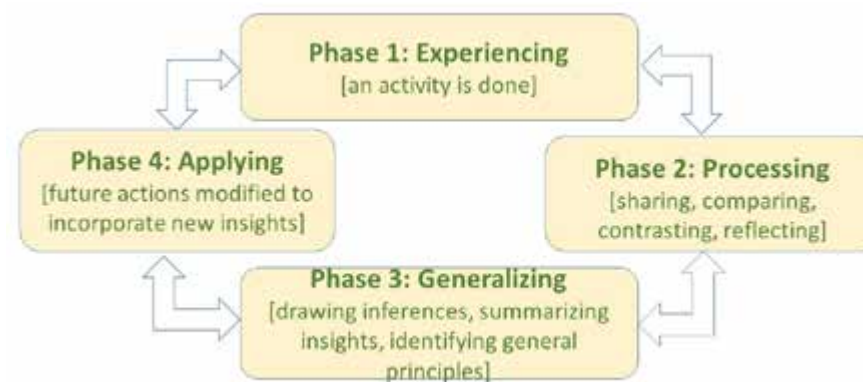 Phase 1: Experiencing
[an activity is done]
Phase 2: Processing
[sharing, comparing,
contrasting, reflecting]
Phase 3: Generalizing
[drawing inferences, summarizing
insights, identifying general
principles]
Phase 4: Applying
[future actions modified to
incorporate new insights]